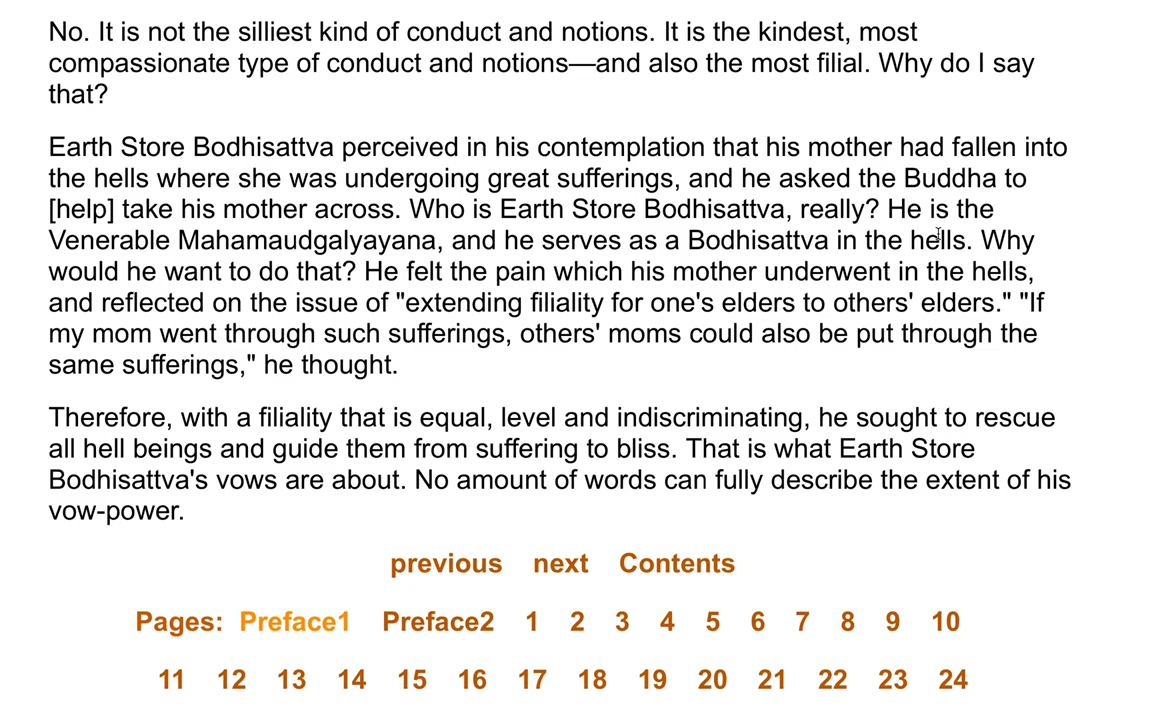 No. It is not the silliest kind of conduct and notions. It is the kindest, most
compassionate type of conduct and notions—and also the most filial. Why do I say
that?
Earth Store Bodhisattva perceived in his contemplation that his mother had fallen into
the hells where she was undergoing great sufferings, and he asked the Buddha to
[help] take his mother across. Who is Earth Store Bodhisattva, really? He is the
Venerable Mahamaudgalyayana, and he serves as a Bodhisattva in the hells. Why
would he want to do that? He felt the pain which his mother underwent in the hells,
and reflected on the issue of "extending filiality for one's elders to others' elders." "If
my mom went through such sufferings, others' moms could also be put through the
same sufferings," he thought.
Therefore, with a filiality that is equal, level and indiscriminating, he sought to rescue
all hell beings and guide them from suffering to bliss. That is what Earth Store
Bodhisattva's vows are about. No amount of words can fully describe the extent of his
vow-power.
previous next Contents
Pages: Preface1 Preface2 1 2 3 4 5 6 7 8 9 10
11 12 13 14 15 16 17 18 19 20 21 22 23 24